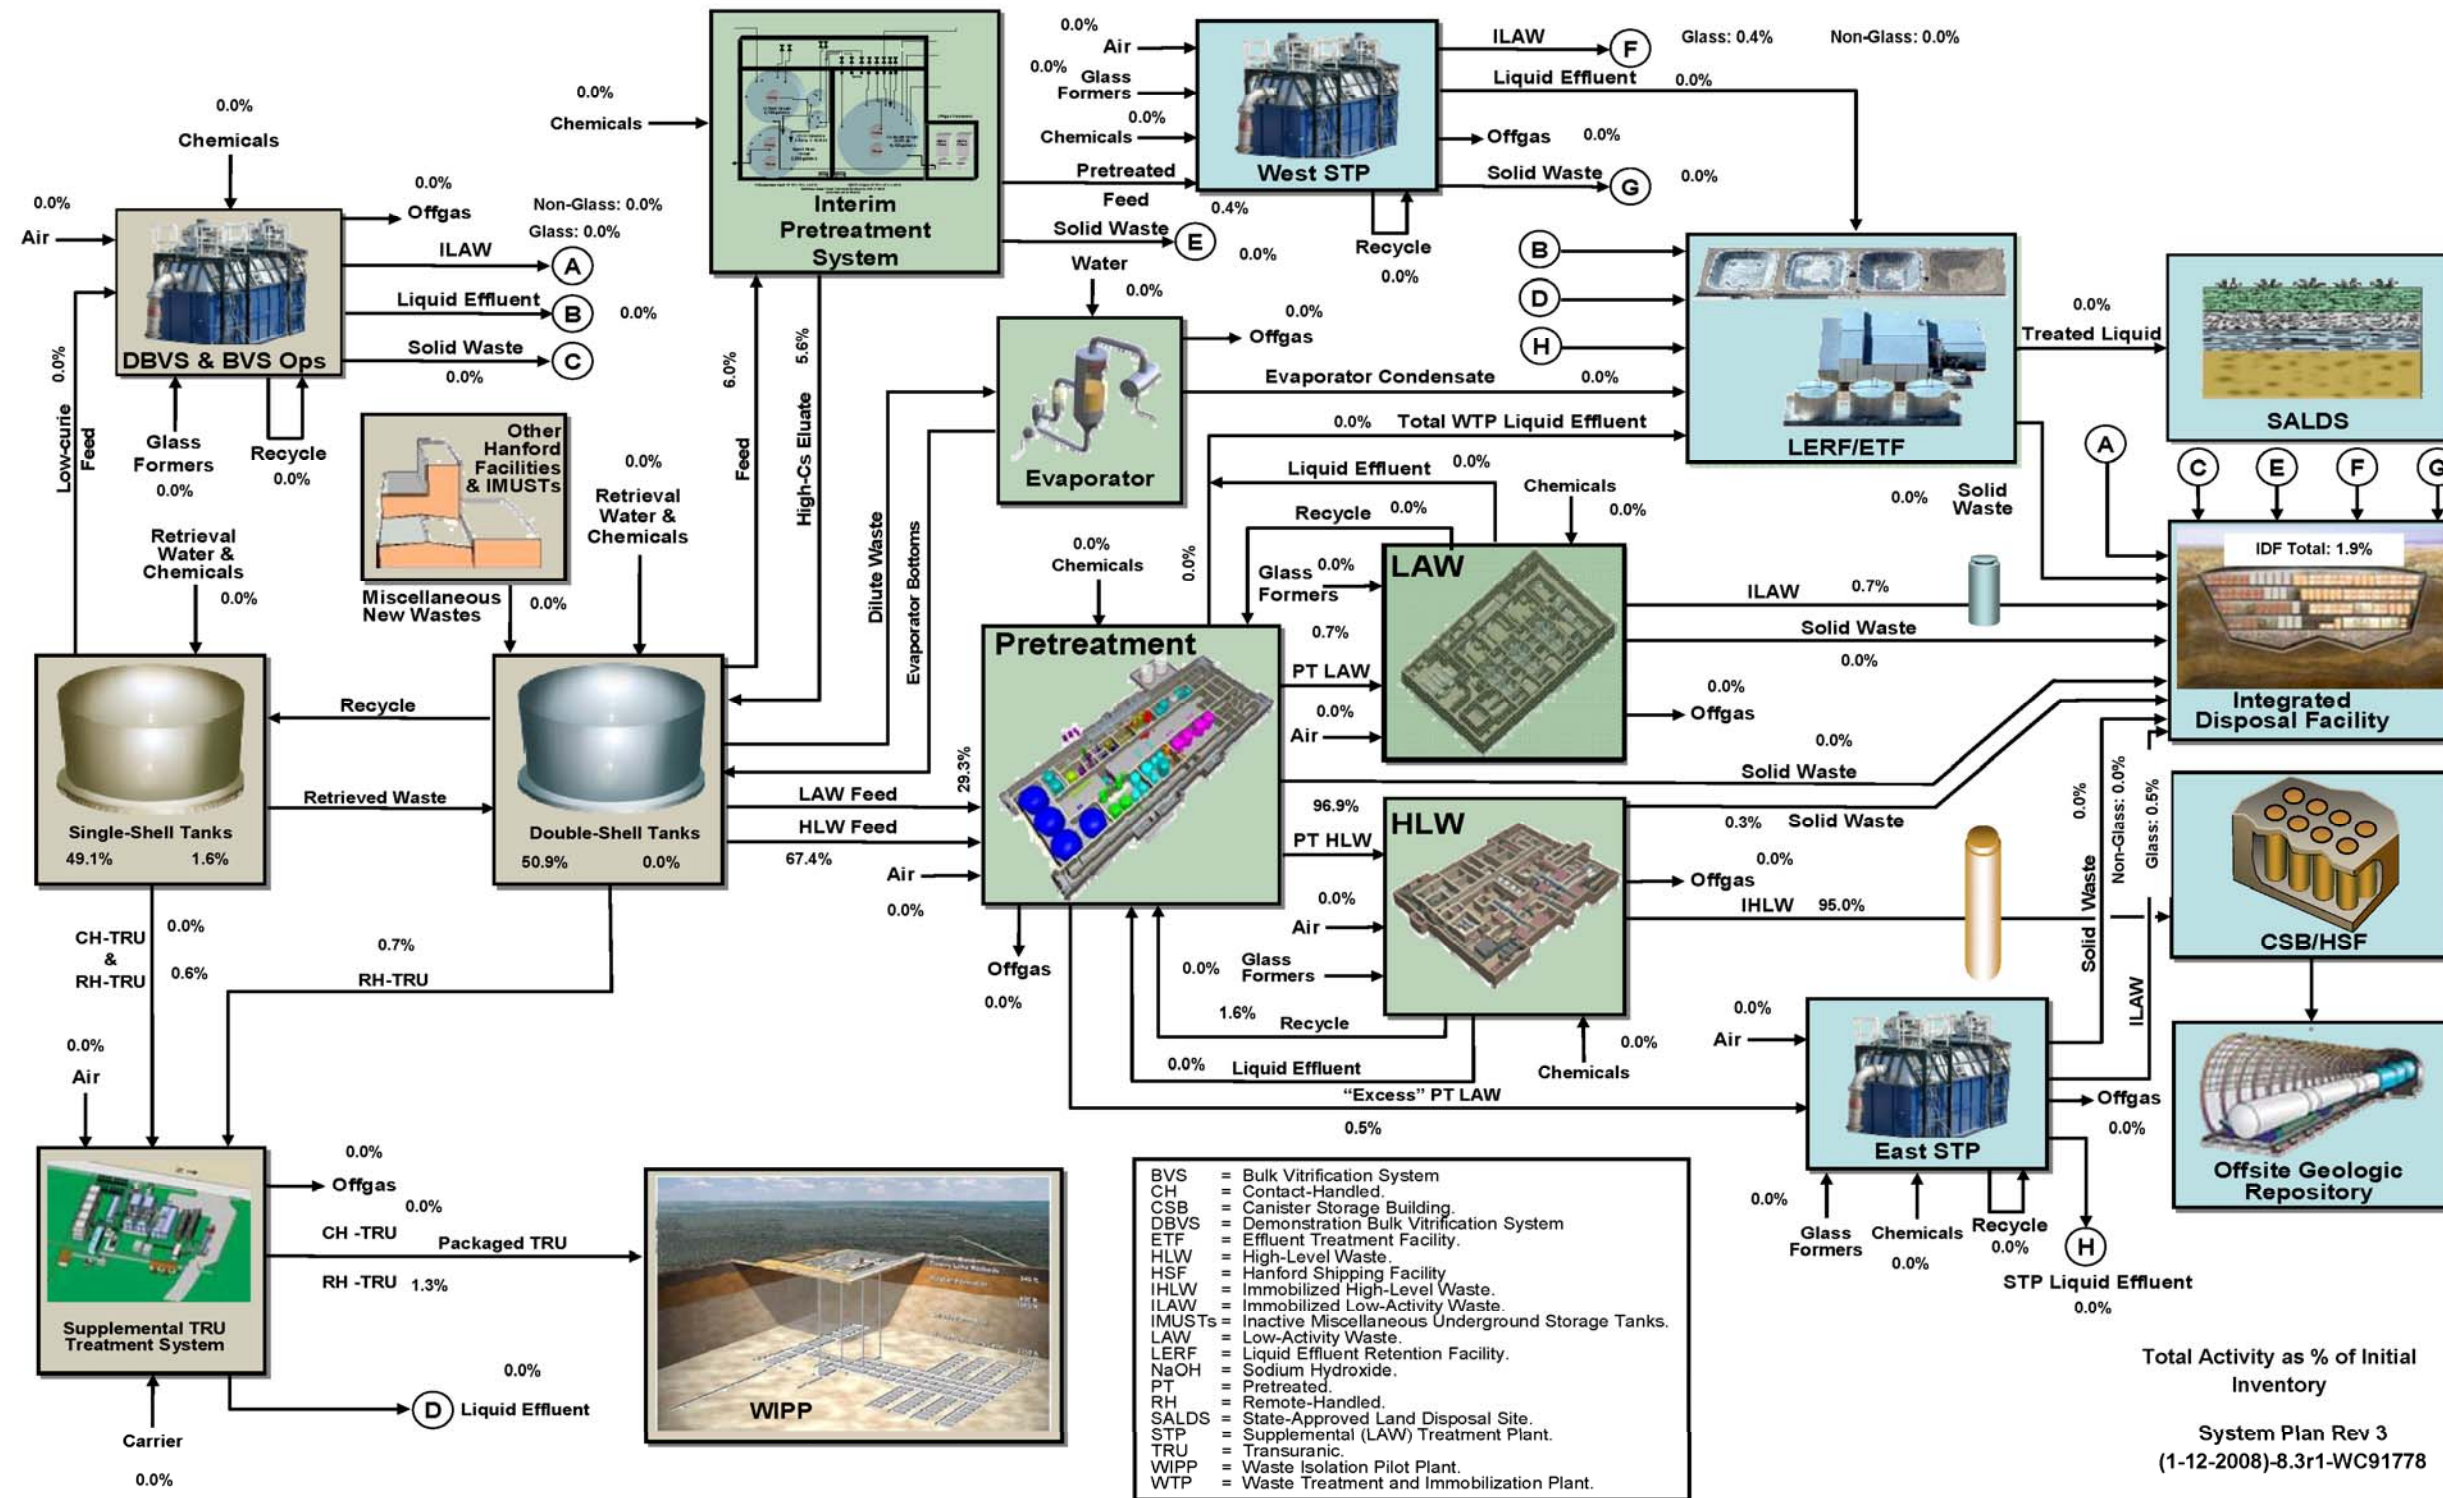 0.0%
Chemicals
0.0%
Air
0.0%
Offgas
Non-Glass: 0.0%
Glass: 0.0%
ILAW
A
Liquid Effluent
B
0.0%
Solid Waste
C
0.0%
DBVS & BVS Ops
Low-curie
Feed
0.0%
Glass
Formers
0.0%
Recycle
0.0%
0.0%
Chemicals
Interim
Pretreatment
System
Pretreated
Feed
0.4%
Solid Waste
E
0.0%
0.0%
Air
0.0%
Glass
Formers
0.0%
Chemicals
West STP
Recycle
0.0%
ILAW
F
Glass: 0.4%
Non-Glass: 0.0%
Liquid Effluent
0.0%
Offgas
0.0%
Solid Waste
G
0.0%
Feed
6.0%
High-Cs Eluate
5.6%
Other
Hanford
Facilities
& IMUSTs
Miscellaneous
New Wastes
0.0%
0.0%
Retrieval
Water &
Chemicals
Retrieval
Water &
Chemicals
0.0%
Water
0.0%
Evaporator
0.0%
Offgas
Evaporator Condensate
0.0%
Dilute Waste
Evaporator Bottoms
0.0%
Total WTP Liquid Effluent
B
D
H
LERF/ETF
0.0%
Treated Liquid
SALDS
0.0%
Solid
Waste
A
C
E
F
G
IDF Total: 1.9%
Integrated
Disposal Facility
Single-Shell Tanks
49.1%
1.6%
Recycle
Retrieved Waste
Double-Shell Tanks
50.9%
0.0%
LAW Feed
29.3%
HLW Feed
67.4%
Air
0.0%
0.0%
Chemicals
0.0%
Pretreatment
Offgas
0.0%
Liquid Effluent
0.0%
Recycle
0.0%
Chemicals
0.0%
Glass
Formers
0.0%
LAW
0.7%
PT LAW
0.0%
Air
ILAW
0.7%
Solid Waste
0.0%
0.0%
Offgas
0.0%
Solid Waste
96.9%
PT HLW
HLW
0.3%
Solid Waste
0.0%
Offgas
IHLW
95.0%
0.0%
Air
0.0%
Glass
Formers
1.6%
Recycle
0.0%
Liquid Effluent
0.0%
Chemicals
"Excess" PT LAW
0.5%
Solid Waste
0.0%
Non-Glass: 0.0%
Glass: 0.5%
ILAW
CSB/HSF
Offsite Geologic
Repository
0.0%
Air
East STP
Offgas
0.0%
0.0%
Glass
Formers
Chemicals
0.0%
Recycle
0.0%
H
STP Liquid Effluent
0.0%
CH-TRU
&
RH-TRU
0.0%
0.6%
0.7%
RH-TRU
0.0%
Air
Supplemental TRU
Treatment System
0.0%
Offgas
0.0%
CH -TRU
Packaged TRU
RH -TRU
1.3%
0.0%
D
Liquid Effluent
Carrier
0.0%
WIPP
BVS = Bulk Vitrification System
CH = Contact-Handled.
CSB = Canister Storage Building.
DBVS = Demonstration Bulk Vitrification System
ETF = Effluent Treatment Facility.
HLW = High-Level Waste.
HSF = Hanford Shipping Facility
IHLW = Immobilized High-Level Waste.
ILAW = Immobilized Low-Activity Waste.
IMUSTs = Inactive Miscellaneous Underground Storage Tanks.
LAW = Low-Activity Waste.
LERF = Liquid Effluent Retention Facility.
NaOH = Sodium Hydroxide.
PT = Pretreated.
RH = Remote-Handled.
SALDS = State-Approved Land Disposal Site.
STP = Supplemental (LAW) Treatment Plant.
TRU = Transuranic.
WIPP = Waste Isolation Pilot Plant.
WTP = Waste Treatment and Immobilization Plant.
Total Activity as % of Initial
Inventory
System Plan Rev 3
(1-12-2008)-8.3r1-WC91778